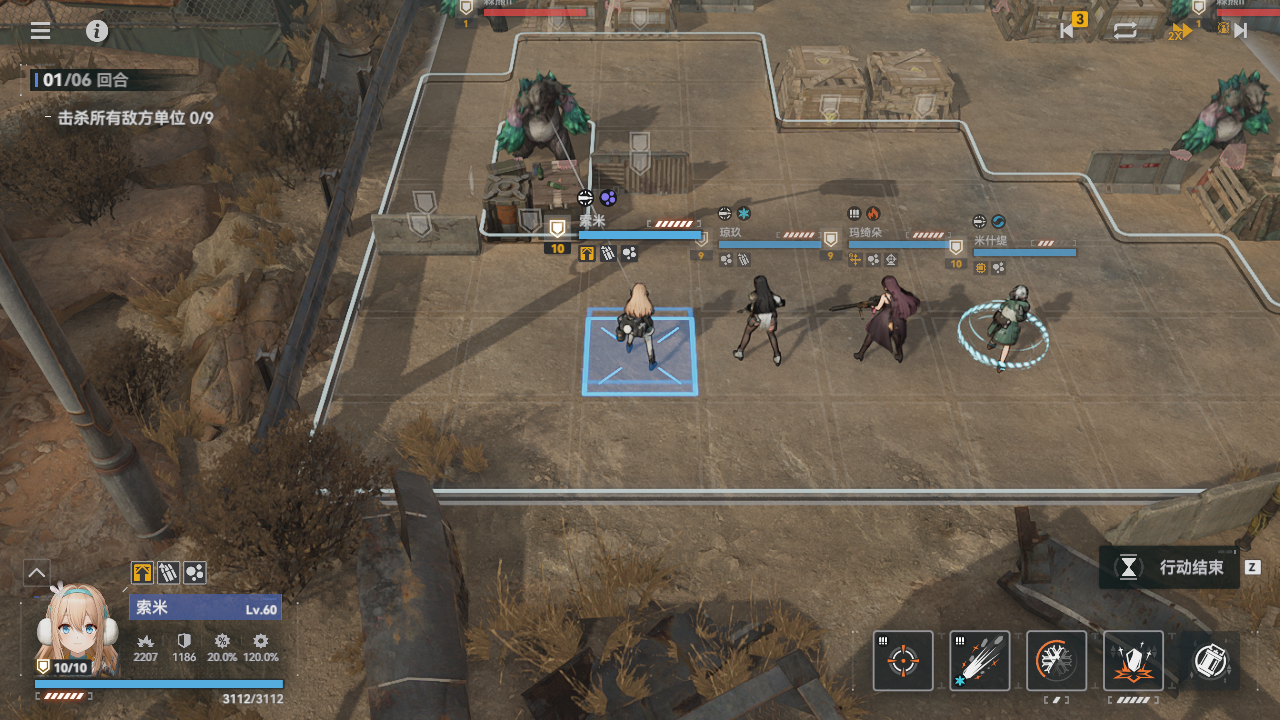 1
3
2X
1
01/06 回合
击杀所有敌方单位 0/9
索米
10
琼玖
9
玛绮朵
9
米什缇
10
行动结束
Z
索米
Lv.60
2207
1186
20.0%
120.0%
10/10
3112/3112